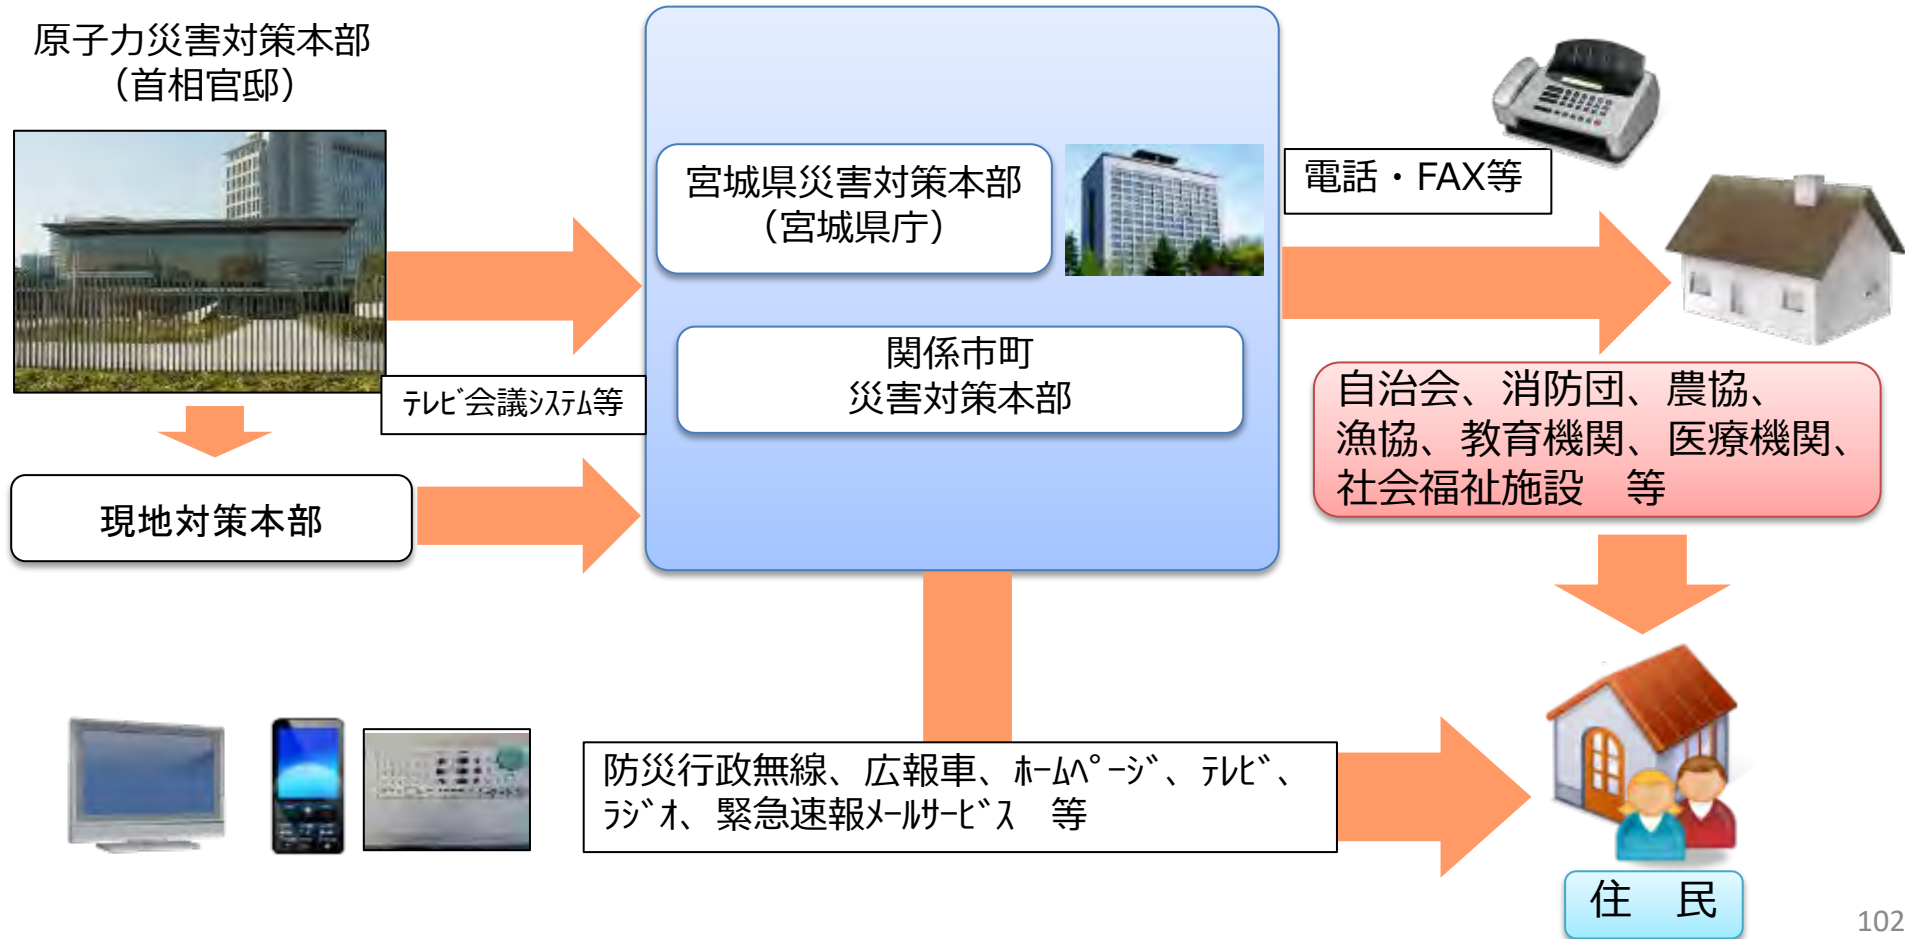 原子力災害対策本部
（首相官邸）
宮城県災害対策本部
（宮城県庁）
電話・FAX等
関係市町
災害対策本部
ﾃﾚﾋﾞ会議ｼｽﾃﾑ等
自治会、消防団、農協、
漁協、教育機関、医療機関、
社会福祉施設　等
現地対策本部
防災行政無線、広報車、ﾎｰﾑﾍﾟｰｼﾞ、ﾃﾚﾋﾞ、
ﾗｼﾞｵ、緊急速報ﾒｰﾙｻｰﾋﾞｽ　等
住　民
102